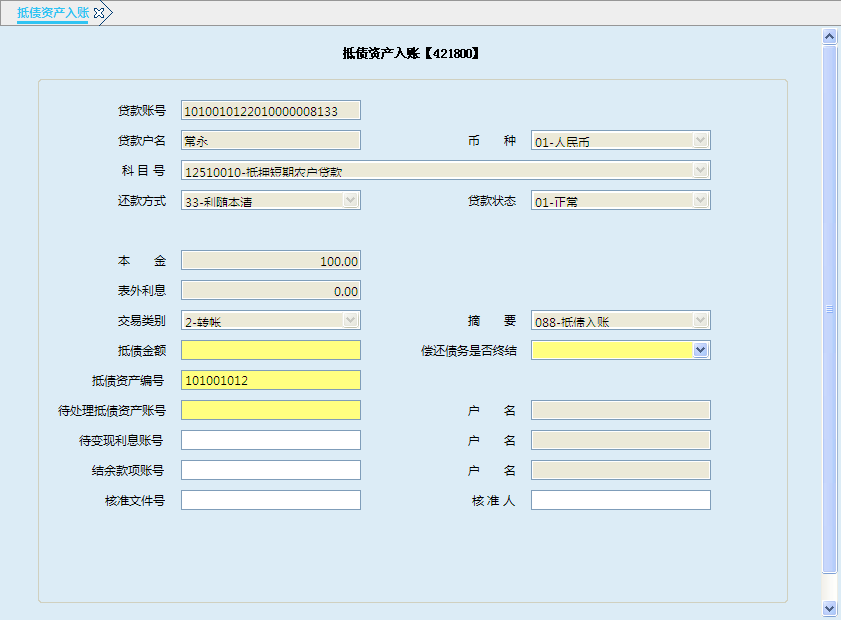 抵债资产入账
抵债资产入账【421800】
贷款账号 1010010122010000008133
贷款户名 常永 币 种 01-人民币
科 目 号 12510010-抵押短期农户贷款
还款方式 33-利随本清 贷款状态 01-正常
本 金 100.00
表外利息 0.00
交易类别 2-转帐 摘 要 088-抵债入账
抵债金额 偿还债务是否终结
抵债资产编号 101001012
待处理抵债资产账号 户 名
待变现利息账号 户 名
结余款项账号 户 名
核准文件号 核 准 人